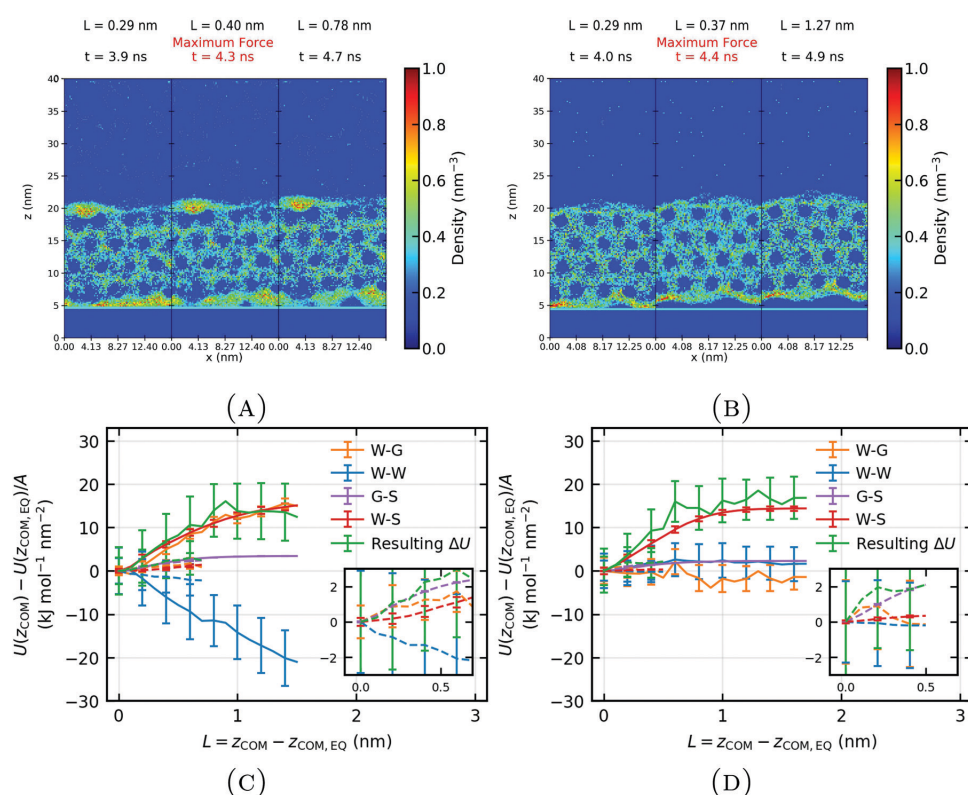 L = 0.29 nm L = 0.40 nm L = 0.78 nm
Maximum Force
t = 3.9 ns t = 4.3 ns t = 4.7 ns
40
35
30
25
20
15
10
5
0
z (nm)
0.00 4.13 8.27 12.40 0.00 4.13 8.27 12.40 0.00 4.13 8.27 12.40
x (nm)
1.0
0.8
0.6
0.4
0.2
0.0
Density (nm⁻³)
(A)
L = 0.29 nm L = 0.37 nm L = 1.27 nm
Maximum Force
t = 4.0 ns t = 4.4 ns t = 4.9 ns
40
35
30
25
20
15
10
5
0
z (nm)
0.00 4.08 8.17 12.25 0.00 4.08 8.17 12.25 0.00 4.08 8.17 12.25
x (nm)
1.0
0.8
0.6
0.4
0.2
0.0
Density (nm⁻³)
(B)
U(z_COM) − U(z_COM, EQ)/A
(kJ mol⁻¹ nm⁻²)
30
20
10
0
−10
−20
−30
W-G
W-W
G-S
W-S
Resulting ΔU
2
0
−2
0.0 0.5
0 1 2 3
L = z_COM − z_COM, EQ (nm)
(C)
U(z_COM) − U(z_COM, EQ)/A
(kJ mol⁻¹ nm⁻²)
30
20
10
0
−10
−20
−30
W-G
W-W
G-S
W-S
Resulting ΔU
2
0
−2
0.0 0.5
0 1 2 3
L = z_COM − z_COM, EQ (nm)
(D)